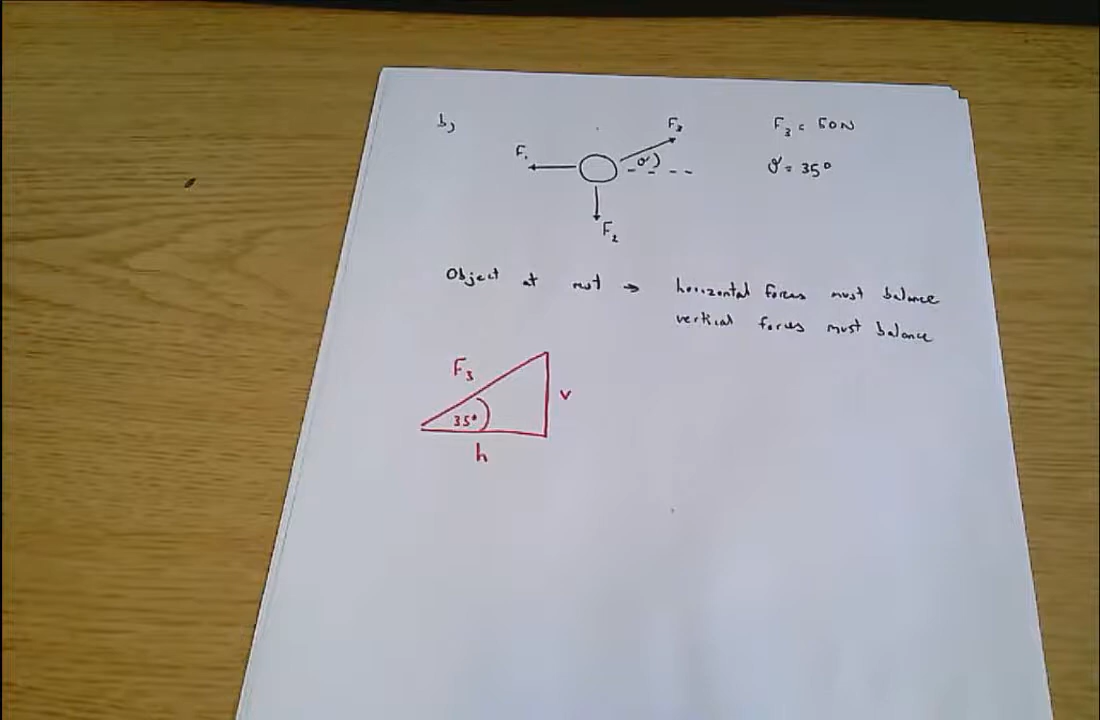 b)
F₃
F₁
θ
F₂
F₃ = 50N
θ = 35°
Object at rest → horizontal forces must balance
vertical forces must balance
F₃
35°
v
h